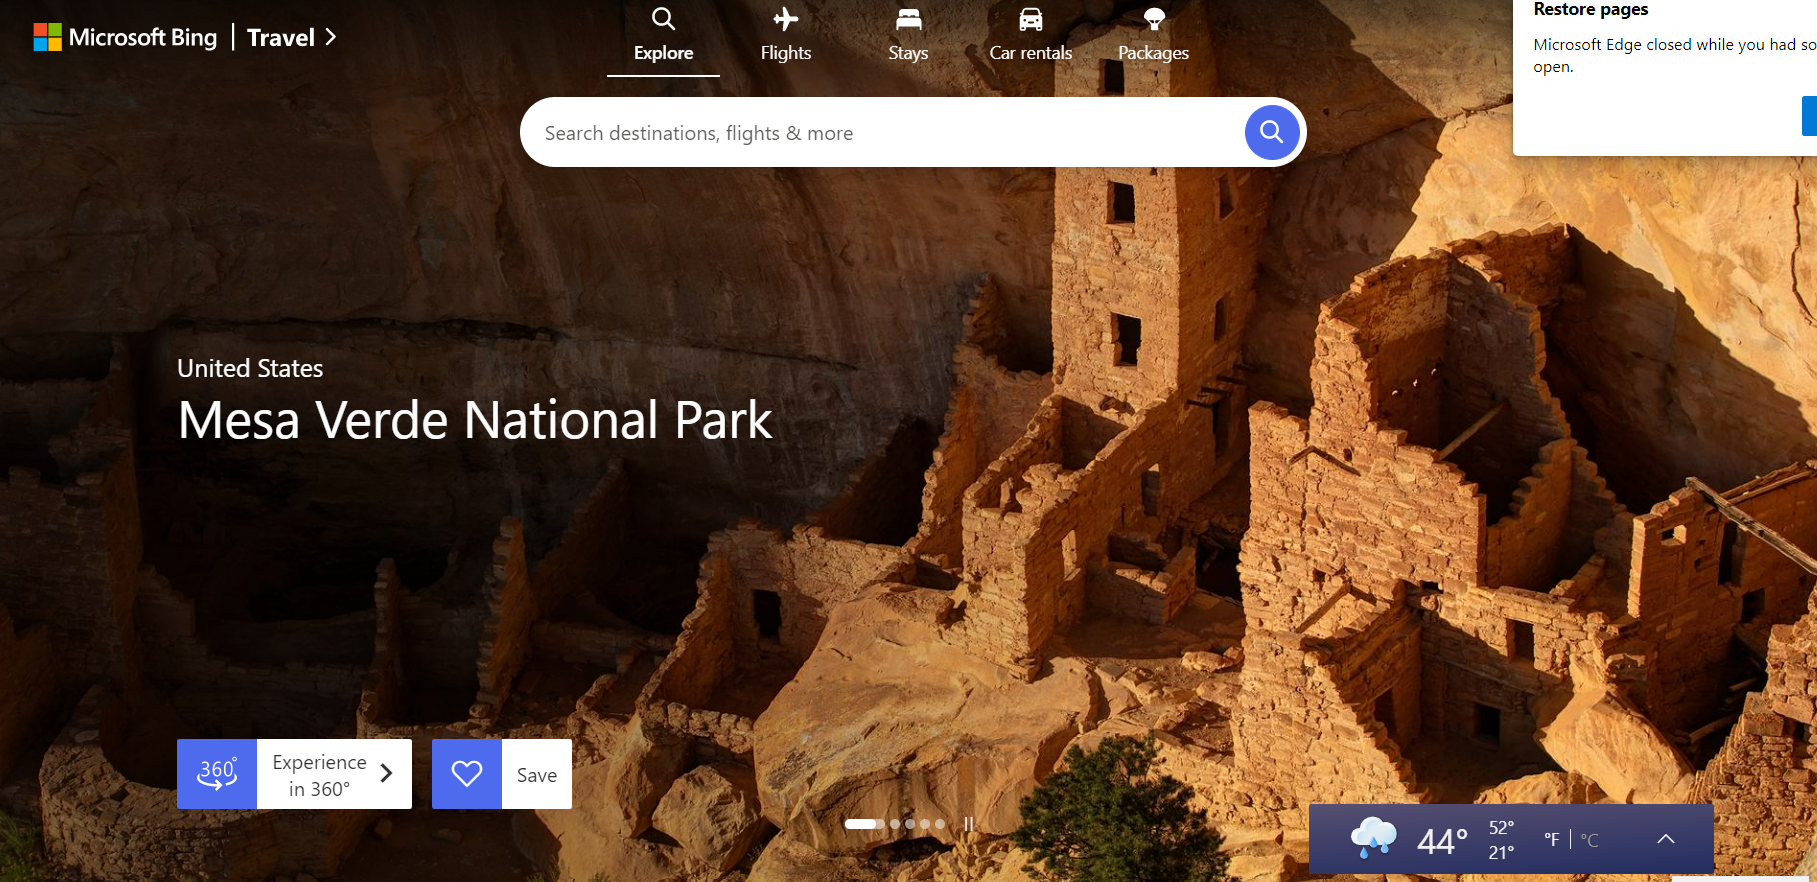 Microsoft Bing | Travel
Explore
Flights
Stays
Car rentals
Packages
Restore pages
Microsoft Edge closed while you had so
open.
Search destinations, flights & more
United States
Mesa Verde National Park
360°
Experience
in 360°
Save
44°
52°
21°
°F | °C